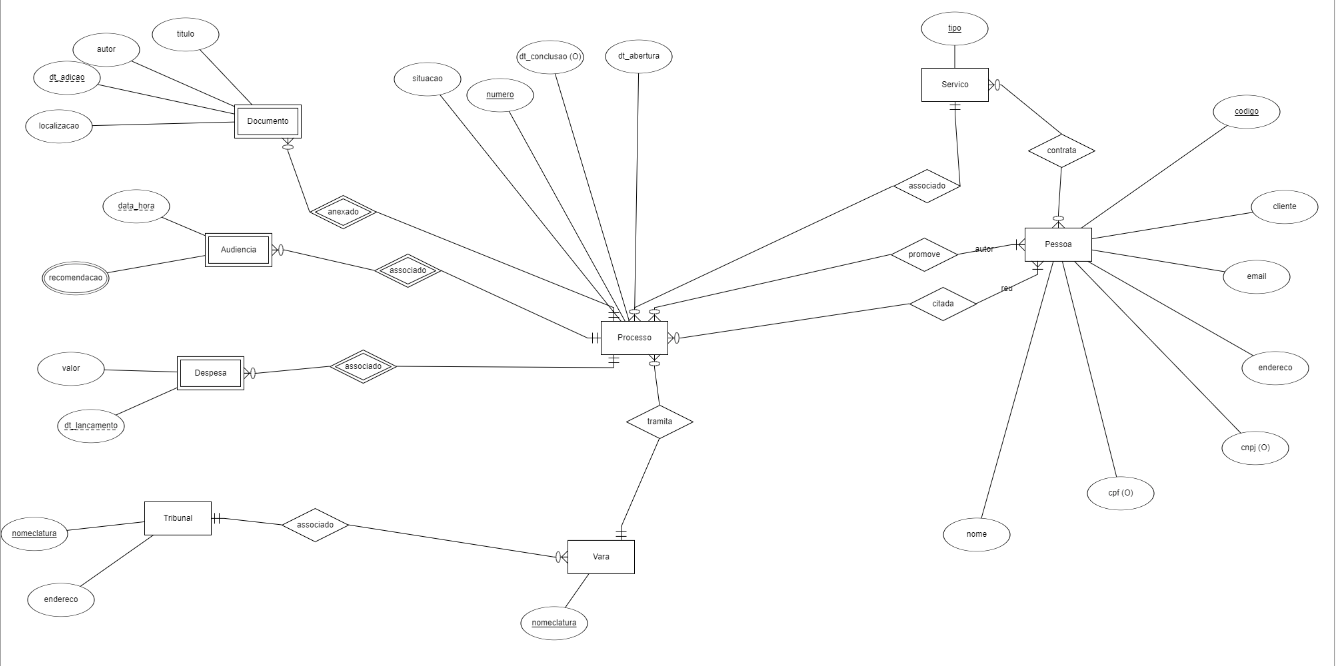 titulo
autor
dt_adicao
localizacao
Documento
situacao
numero
dt_conclusao (O)
dt_abertura
tipo
Servico
codigo
contrata
associado
anexado
data_hora
Audiencia
recomendacao
associado
cliente
Pessoa
autor
promove
email
reu
citada
Processo
valor
Despesa
associado
dt_lancamento
endereco
tramita
cnpj (O)
cpf (O)
nome
Tribunal
nomeclatura
associado
endereco
Vara
nomeclatura